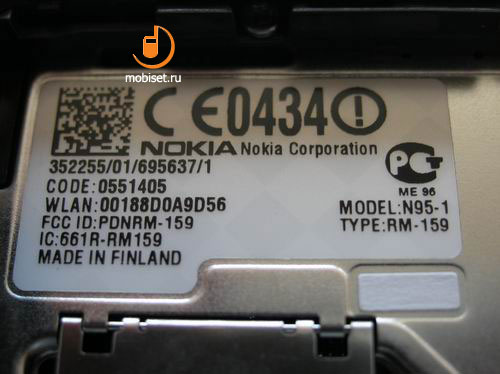 mobiset.ru
CE0434
NOKIA Nokia Corporation
352255/01/695637/1
CODE:0551405
WLAN:00188D0A9D56
FCC ID:PDNRM-159
IC:661R-RM159
MADE IN FINLAND
РСТ
ME 96
MODEL:N95-1
TYPE:RM-159